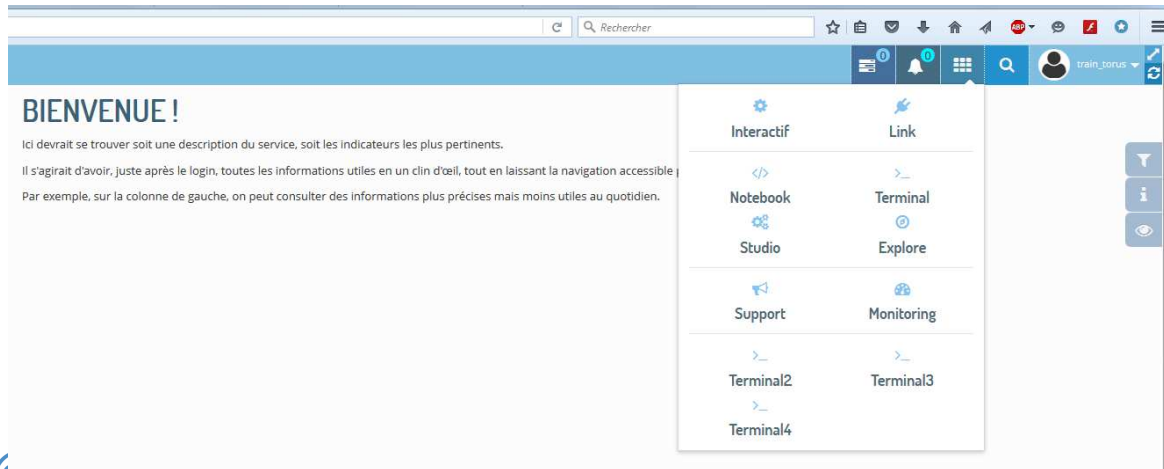 Rechercher
ABP
0
0
train_torus
BIENVENUE !
Ici devrait se trouver soit une description du service, soit les indicateurs les plus pertinents.
Il s'agirait d'avoir, juste après le login, toutes les informations utiles en un clin d'œil, tout en laissant la navigation accessible
Par exemple, sur la colonne de gauche, on peut consulter des informations plus précises mais moins utiles au quotidien.
Interactif Link
Notebook Terminal
Studio Explore
Support Monitoring
Terminal2 Terminal3
Terminal4